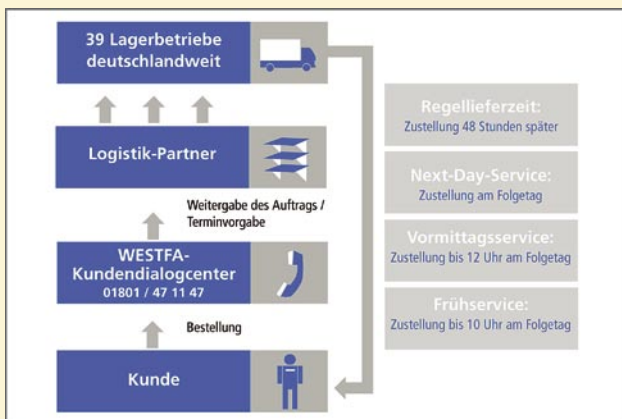 39 Lagerbetriebe
deutschlandweit
Logistik-Partner
Weitergabe des Auftrags /
Terminvorgabe
WESTFA-
Kundendialogcenter
01801 / 47 11 47
Bestellung
Kunde
Regellieferzeit:
Zustellung 48 Stunden später
Next-Day-Service:
Zustellung am Folgetag
Vormittagsservice:
Zustellung bis 12 Uhr am Folgetag
Frühservice:
Zustellung bis 10 Uhr am Folgetag